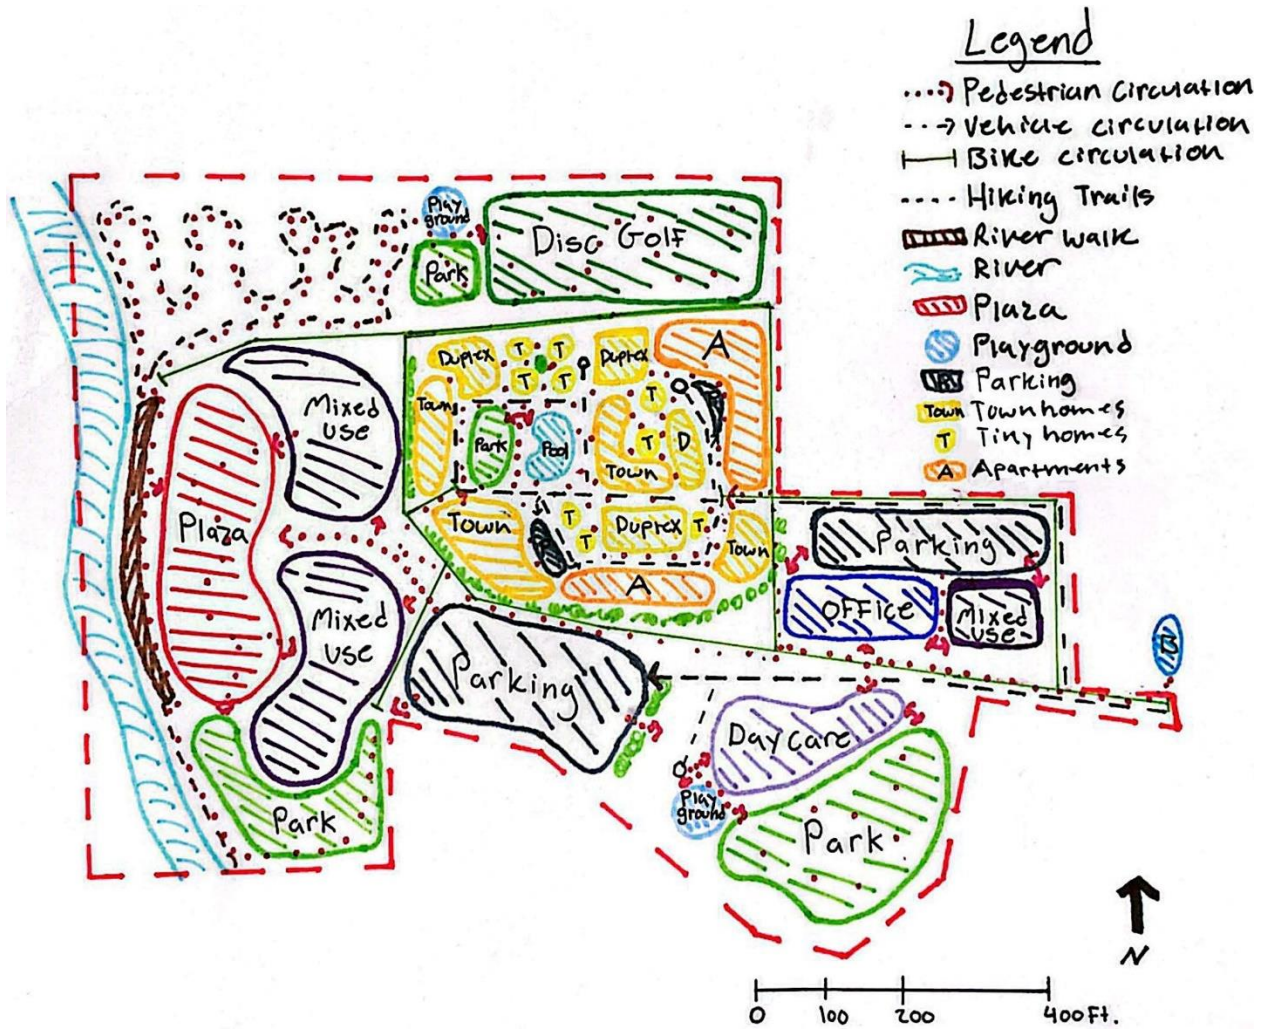 Legend
Pedestrian Circulation
Vehicle circulation
Bike circulation
Hiking Trails
River walk
River
Plaza
Playground
Parking
Town Townhomes
T Tiny homes
A Apartments
Play
ground
Disc Golf
Park
Duplex
T
T
T
T
Duplex
A
Town
T
Mixed
use
Park
Pool
T
D
Town
Plaza
Town
T
T
Duplex
T
Town
Parking
A
OFFICE
Mixed
use
Mixed
use
B
Parking
Day care
Play
ground
Park
Park
N
0 100 200 400 Ft.